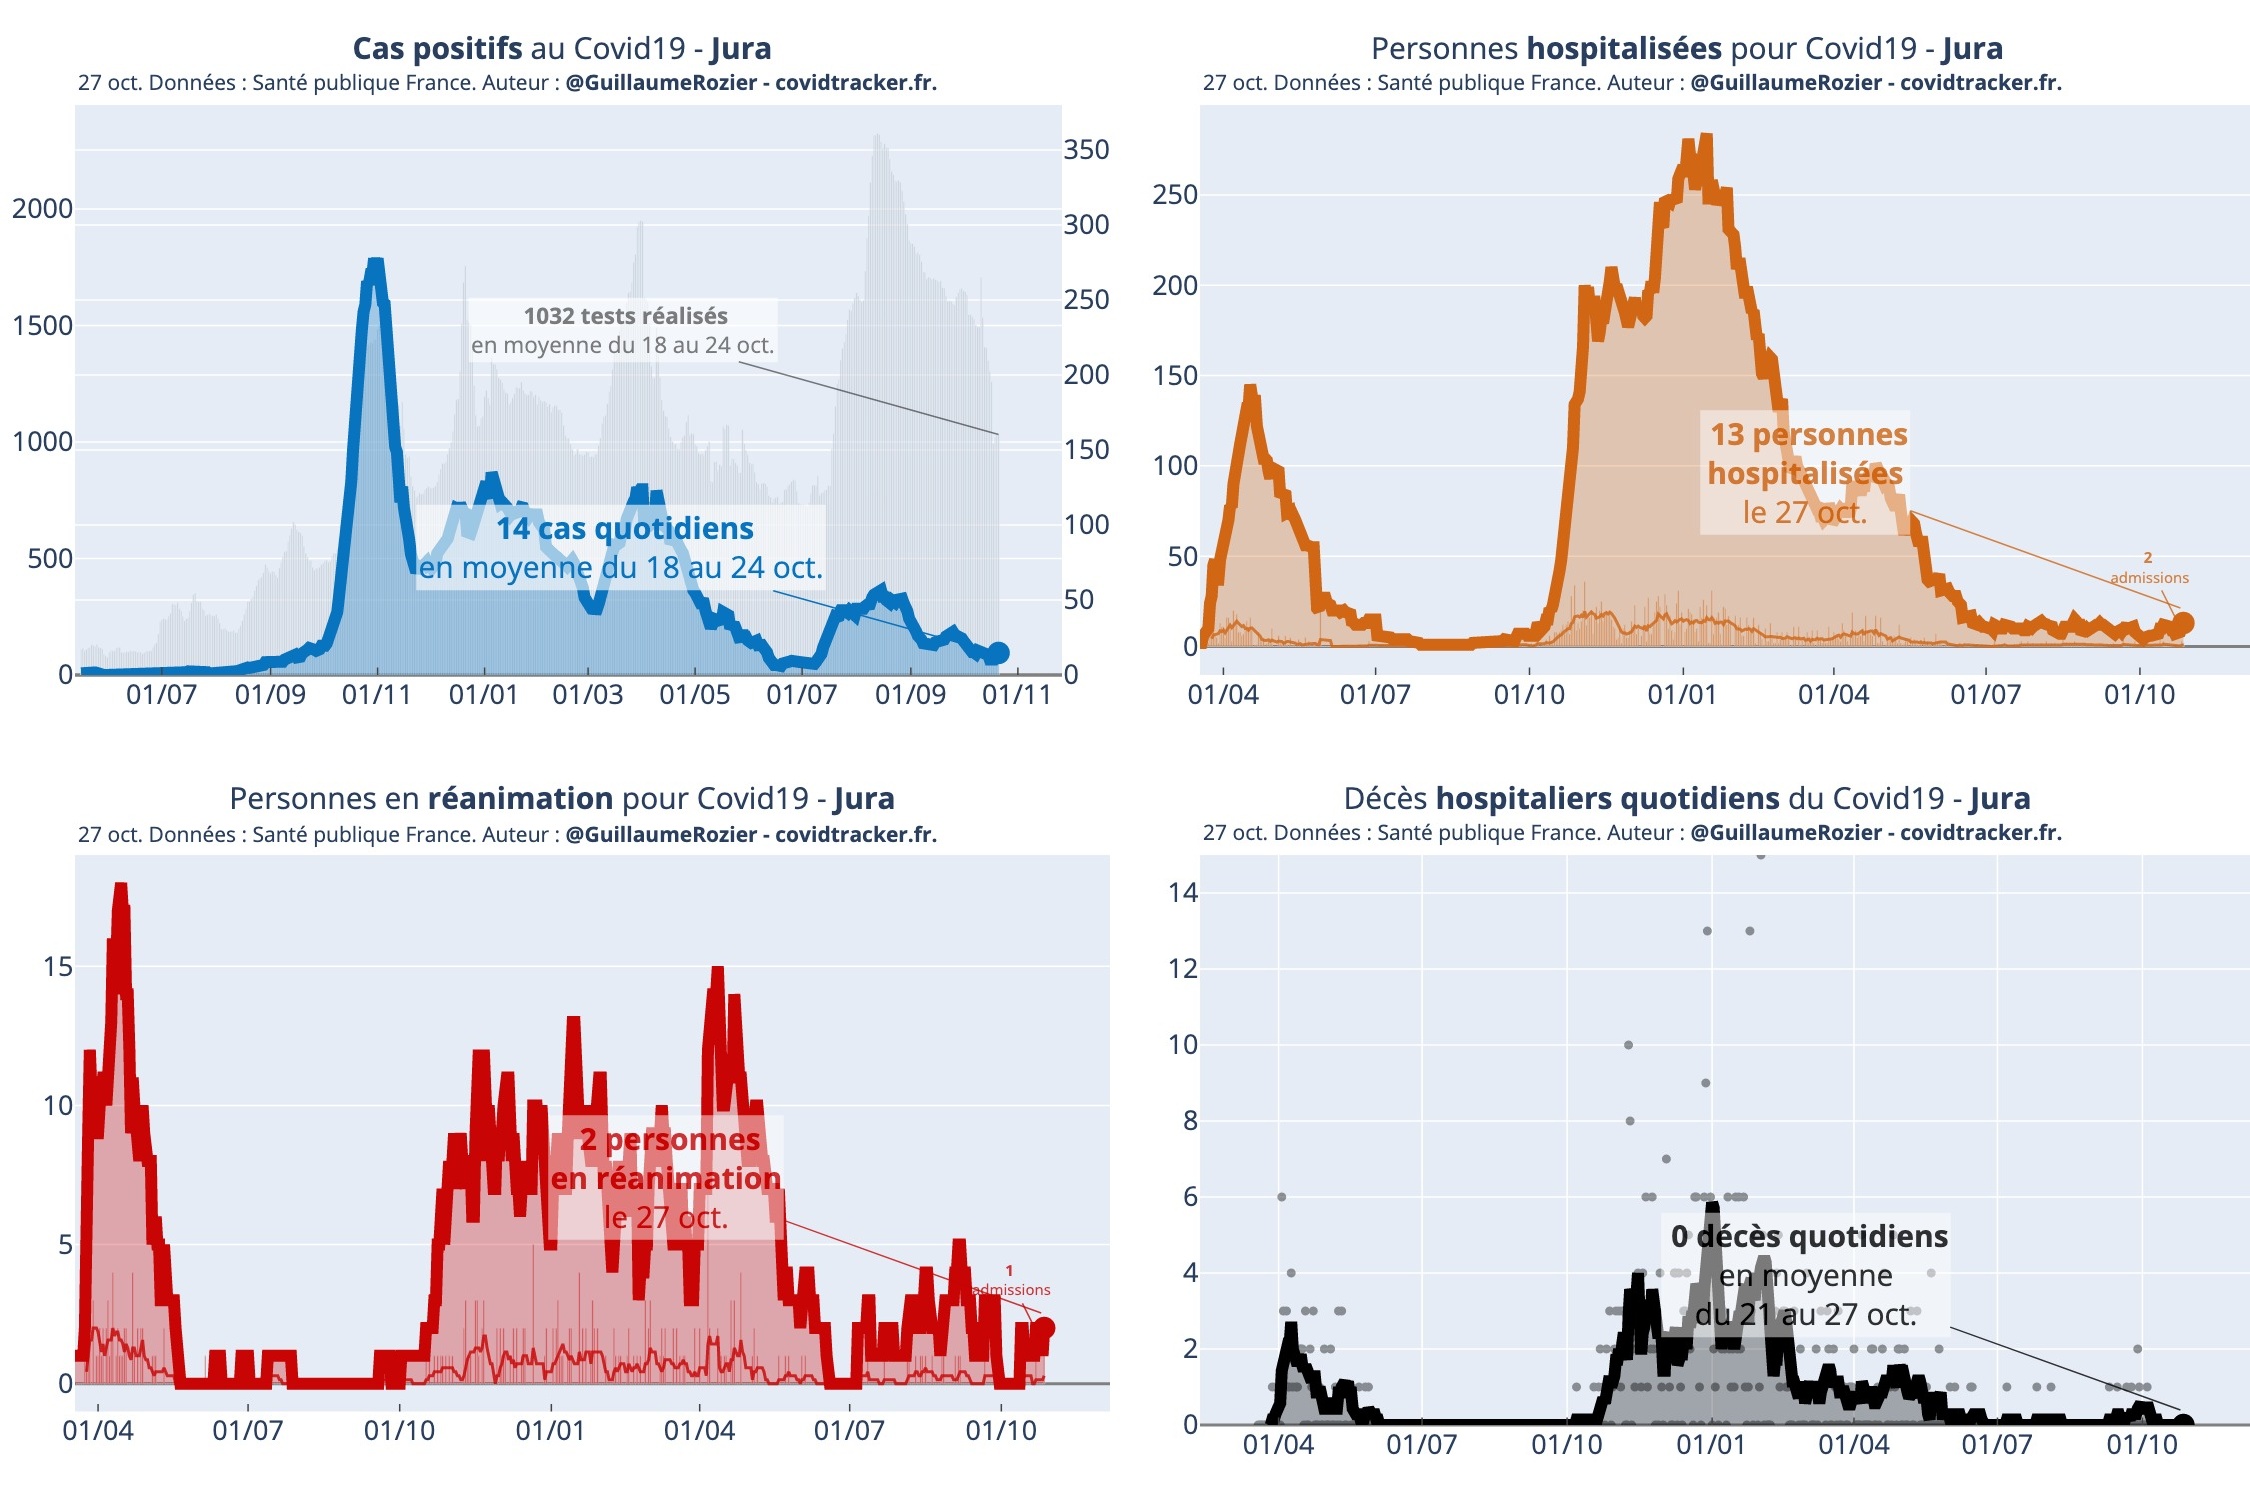 Cas positifs au Covid19 - Jura
27 oct. Données : Santé publique France. Auteur : @GuillaumeRozier - covidtracker.fr.
350
2000
300
1032 tests réalisés
en moyenne du 18 au 24 oct.
250
1500
200
1000
150
14 cas quotidiens
en moyenne du 18 au 24 oct.
100
500
50
0
0
01/07 01/09 01/11 01/01 01/03 01/05 01/07 01/09 01/11
Personnes hospitalisées pour Covid19 - Jura
27 oct. Données : Santé publique France. Auteur : @GuillaumeRozier - covidtracker.fr.
250
200
150
13 personnes
hospitalisées
le 27 oct.
100
2
admissions
50
0
01/04 01/07 01/10 01/01 01/04 01/07 01/10
Personnes en réanimation pour Covid19 - Jura
27 oct. Données : Santé publique France. Auteur : @GuillaumeRozier - covidtracker.fr.
15
10
2 personnes
en réanimation
le 27 oct.
5
1
admissions
0
01/04 01/07 01/10 01/01 01/04 01/07 01/10
Décès hospitaliers quotidiens du Covid19 - Jura
27 oct. Données : Santé publique France. Auteur : @GuillaumeRozier - covidtracker.fr.
14
12
10
8
6
0 décès quotidiens
en moyenne
du 21 au 27 oct.
4
2
0
01/04 01/07 01/10 01/01 01/04 01/07 01/10